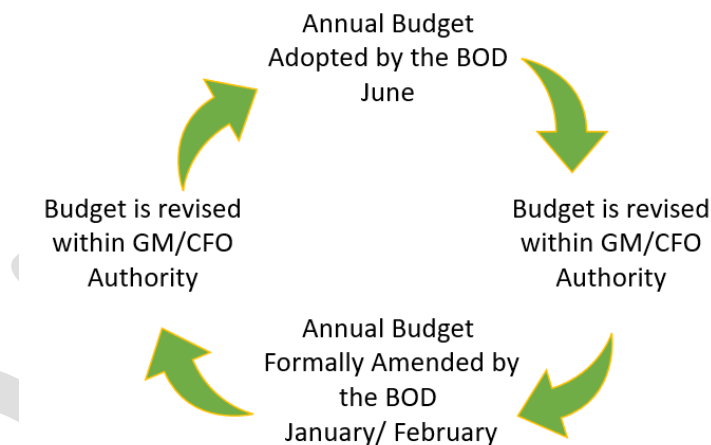 Annual Budget
Adopted by the BOD
June
Budget is revised
within GM/CFO
Authority
Budget is revised
within GM/CFO
Authority
Annual Budget
Formally Amended by
the BOD
January/ February